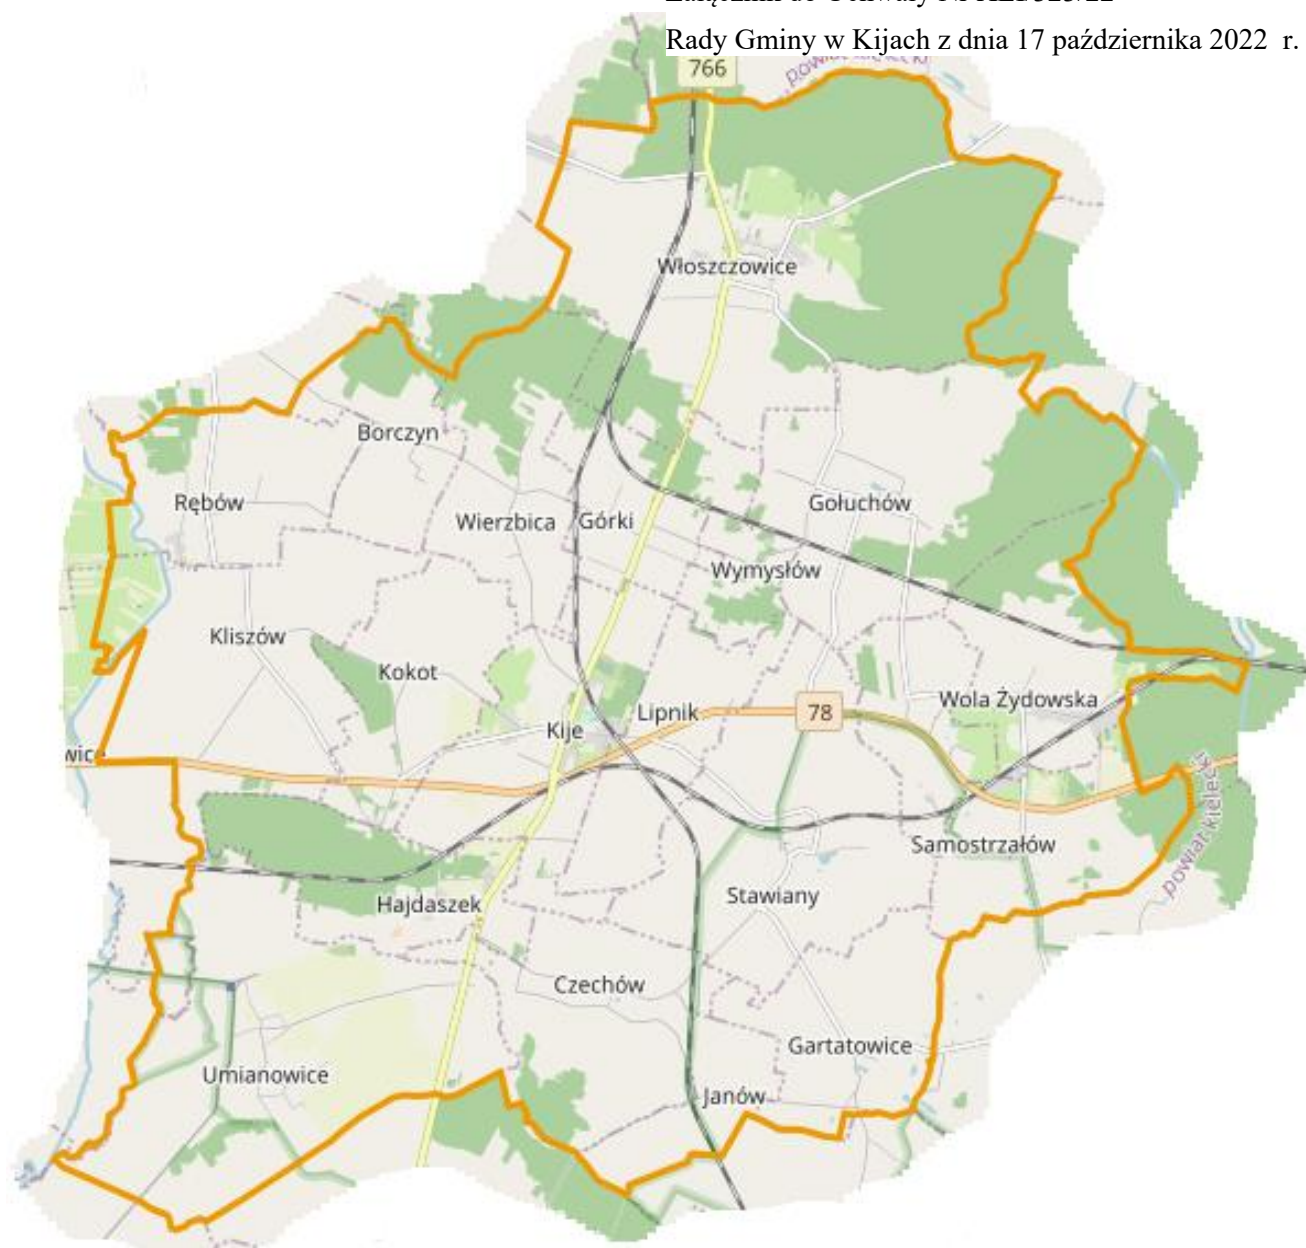 Rady Gminy w Kijach z dnia 17 października 2022 r.
766
Włoszczowice
Borczyn
Rębów
Wierzbica
Górki
Gołuchów
Wymysłów
Kliszów
Kokot
Wola Żydowska
Lipnik
78
Kije
powiat kielecki
Samostrzałów
Stawiany
Hajdaszek
Czechów
Gartatowice
Umianowice
Janów